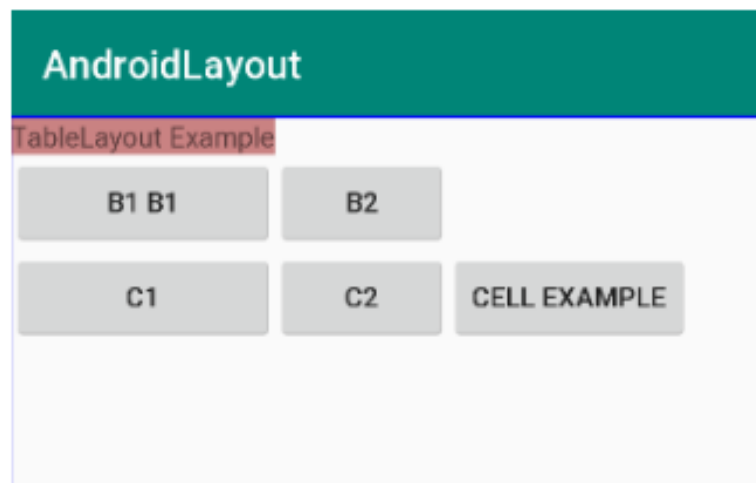 AndroidLayout
TableLayout Example
B1 B1 B2
C1 C2 CELL EXAMPLE